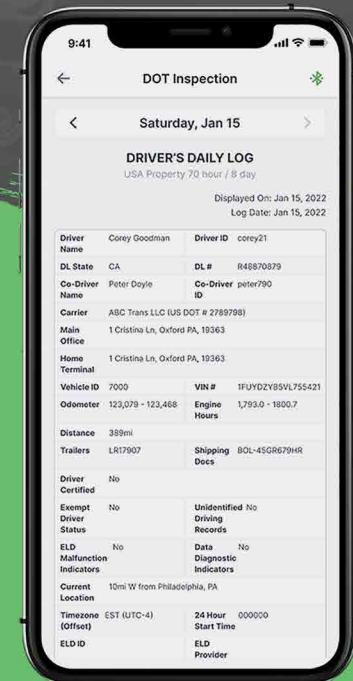 9:41
DOT Inspection
Saturday, Jan 15
DRIVER'S DAILY LOG
USA Property 70 hour / 8 day
Displayed On: Jan 15, 2022
Log Date: Jan 15, 2022
Driver Name Corey Goodman Driver ID corey21
DL State CA DL # R48870879
Co-Driver Name Peter Doyle Co-Driver ID peter790
Carrier ABC Trans LLC (US DOT # 2789798)
Main Office 1 Cristina Ln, Oxford PA, 19363
Home Terminal 1 Cristina Ln, Oxford PA, 19363
Vehicle ID 7000 VIN # 1FUYDZYB5VL755421
Odometer 123,079 - 123,468 Engine Hours 1,793.0 - 1800.7
Distance 389mi
Trailers LR17907 Shipping Docs BOL-45GR679HR
Driver Certified No
Exempt Driver Status No Unidentified Driving Records No
ELD Malfunction Indicators No Data Diagnostic Indicators No
Current Location 10mi W from Philadelphia, PA
Timezone (Offset) EST (UTC-4) 24 Hour Start Time 000000
ELD ID ELD Provider